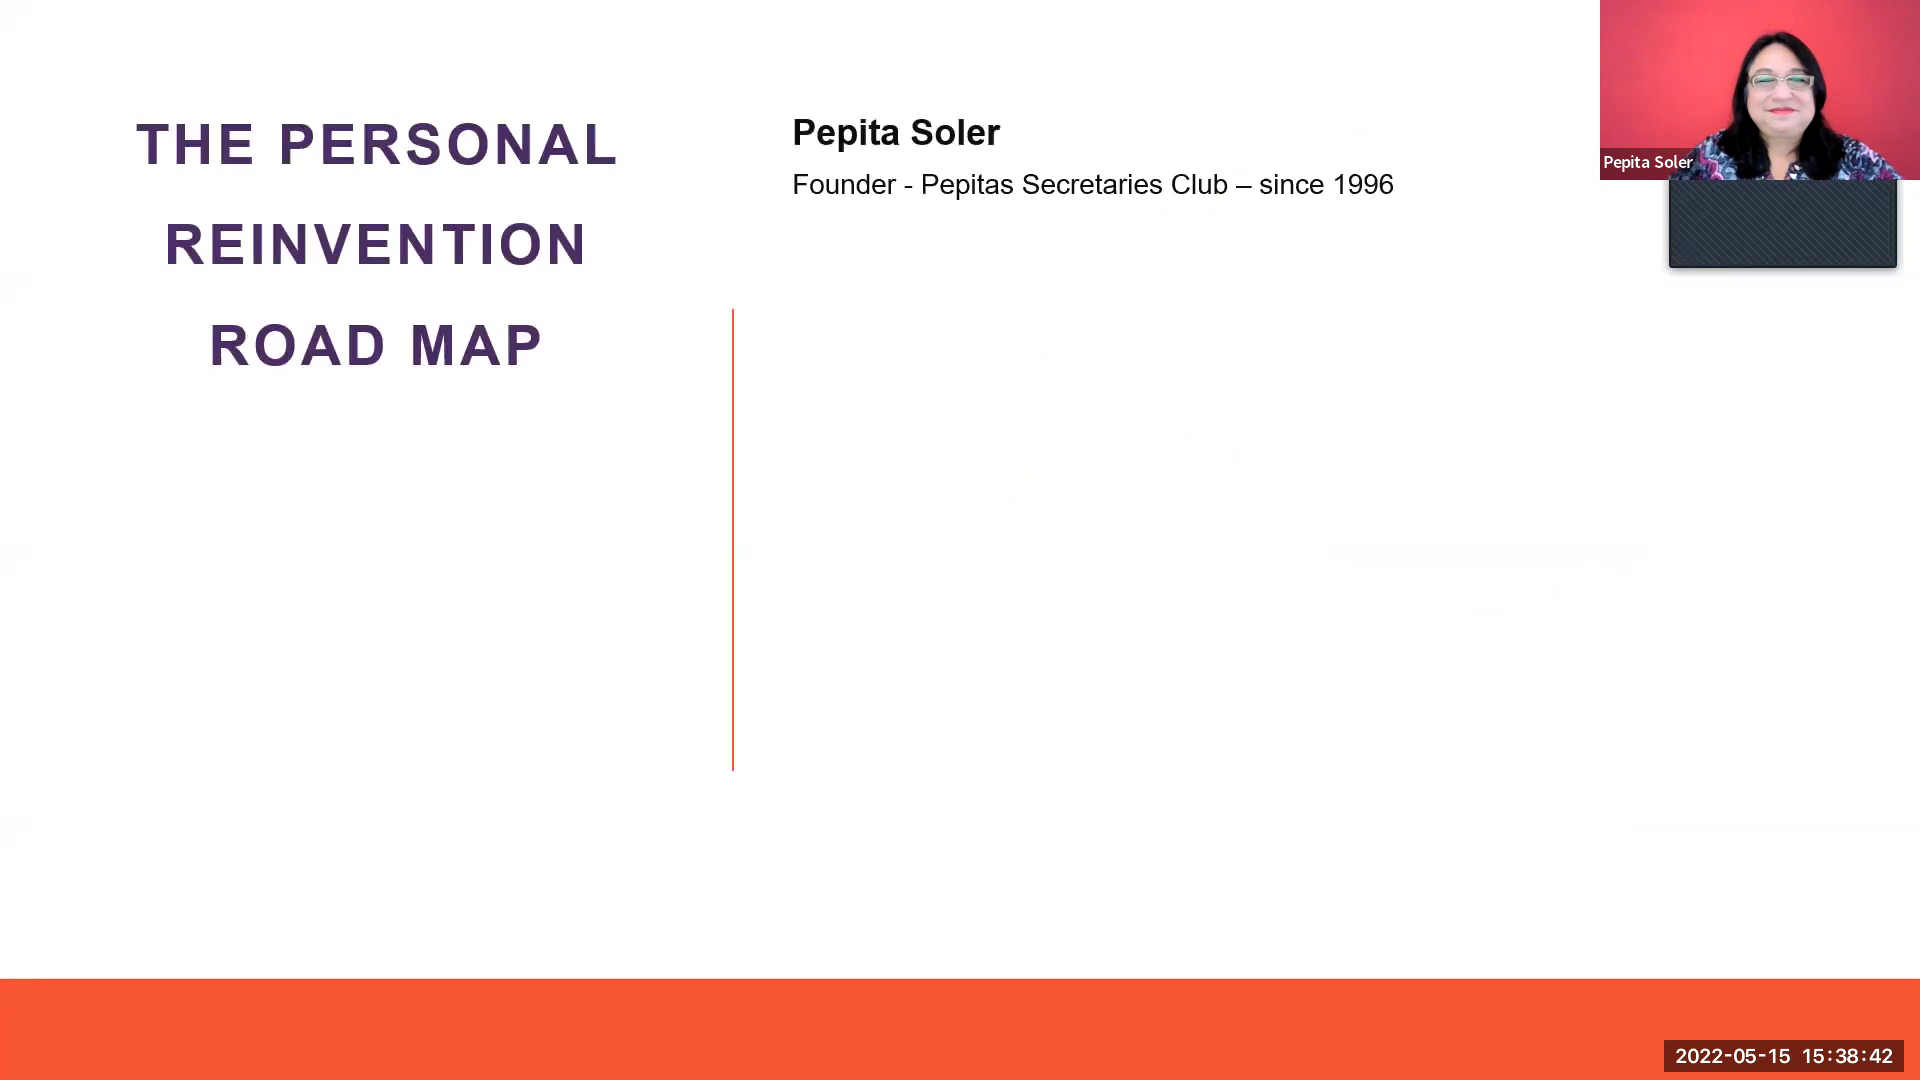 THE PERSONAL
REINVENTION
ROAD MAP
Pepita Soler
Founder - Pepitas Secretaries Club – since 1996
Pepita Soler
2022-05-15 15:38:42